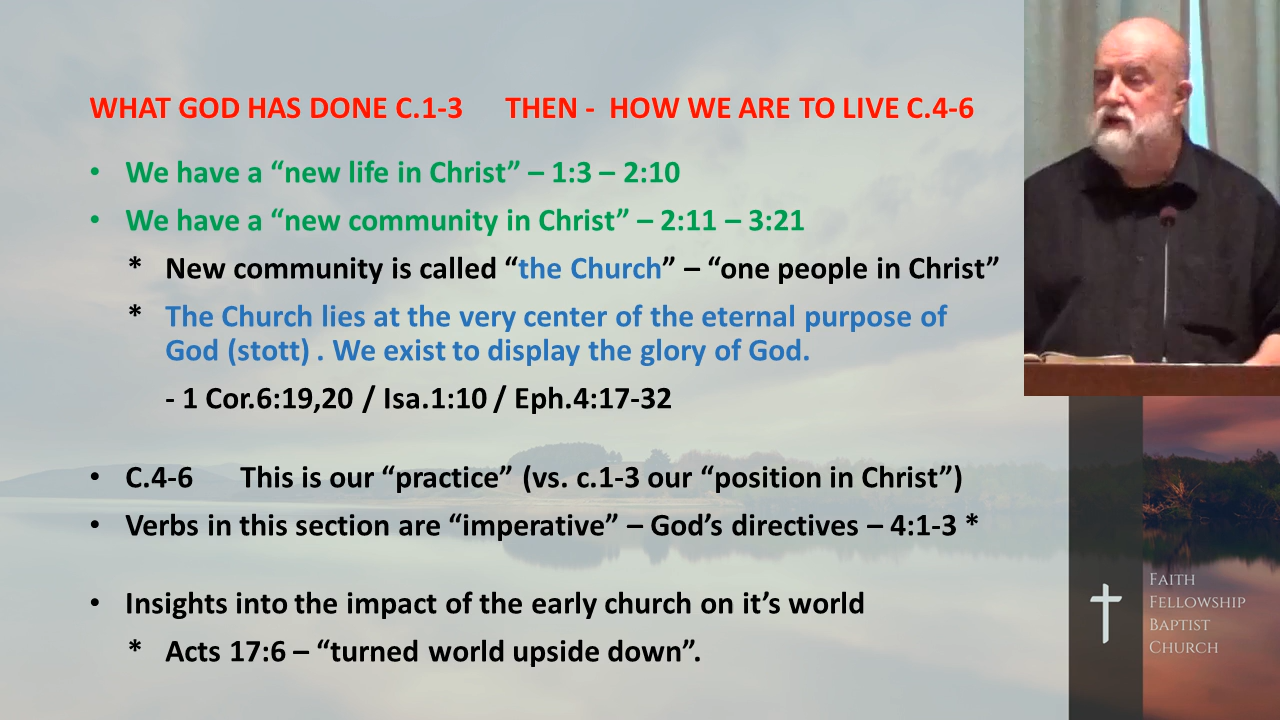 WHAT GOD HAS DONE C.1-3 THEN - HOW WE ARE TO LIVE C.4-6
• We have a “new life in Christ” – 1:3 – 2:10
• We have a “new community in Christ” – 2:11 – 3:21
* New community is called “the Church” – “one people in Christ”
* The Church lies at the very center of the eternal purpose of
God (stott) . We exist to display the glory of God.
- 1 Cor.6:19,20 / Isa.1:10 / Eph.4:17-32
• C.4-6 This is our “practice” (vs. c.1-3 our “position in Christ”)
• Verbs in this section are “imperative” – God’s directives – 4:1-3 *
• Insights into the impact of the early church on it’s world
* Acts 17:6 – “turned world upside down”.
FAITH
FELLOWSHIP
BAPTIST
CHURCH